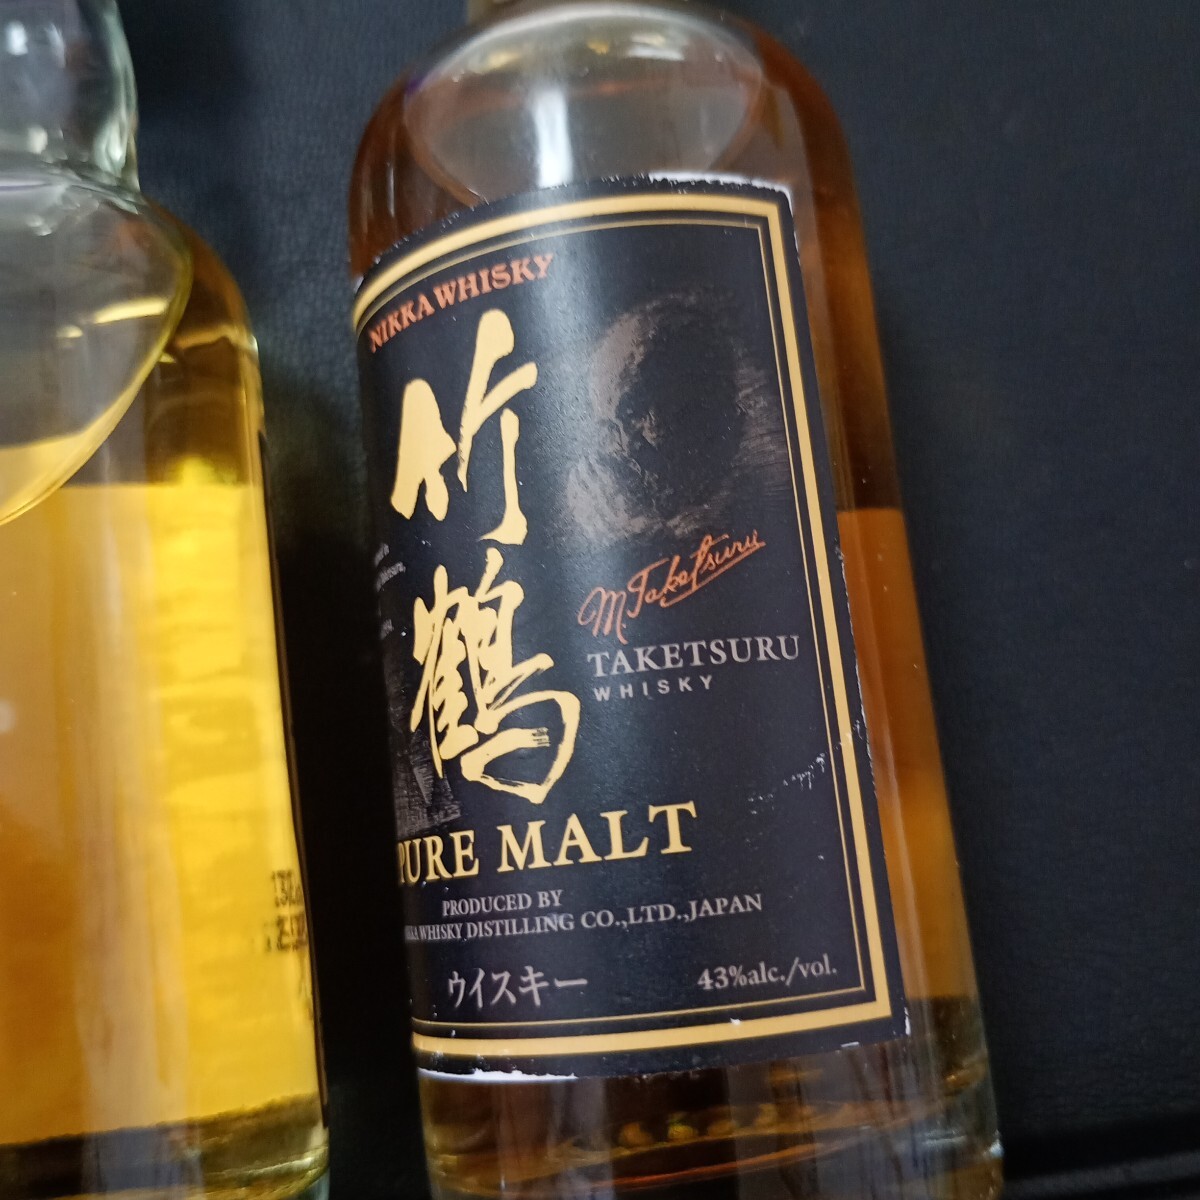 NIKKA WHISKY
竹鶴
M. Taketsuru
TAKETSURU
WHISKY
PURE MALT
PRODUCED BY
WHISKY DISTILLING CO.,LTD.,JAPAN
ウイスキー
43%alc./vol.